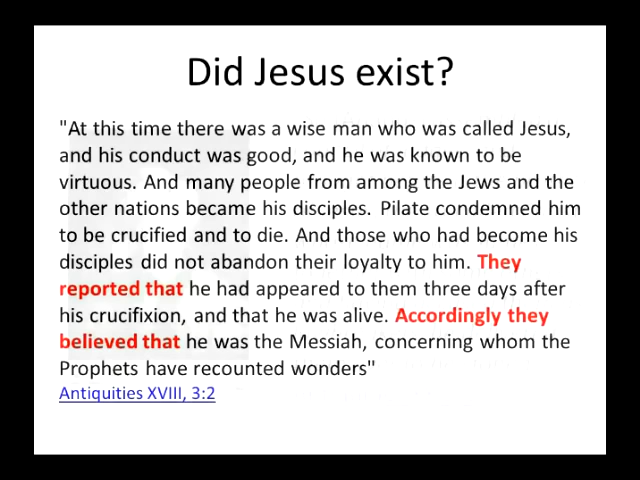 Did Jesus exist?
"At this time there was a wise man who was called Jesus,
and his conduct was good, and he was known to be
virtuous. And many people from among the Jews and the
other nations became his disciples. Pilate condemned him
to be crucified and to die. And those who had become his
disciples did not abandon their loyalty to him. They
reported that he had appeared to them three days after
his crucifixion, and that he was alive. Accordingly they
believed that he was the Messiah, concerning whom the
Prophets have recounted wonders"
Antiquities XVIII, 3:2